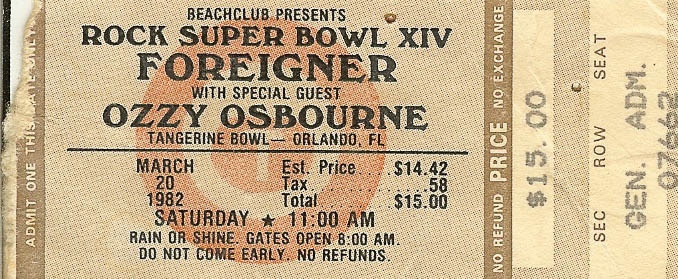 ADMIT ONE THIS DATE ONLY
BEACHCLUB PRESENTS
ROCK SUPER BOWL XIV
FOREIGNER
WITH SPECIAL GUEST
OZZY OSBOURNE
TANGERINE BOWL— ORLANDO, FL
MARCH Est. Price . . $14.42
20 Tax . . . . . . . . . .58
1982 Total . . . . . $15.00
SATURDAY ★ 11:00 AM
RAIN OR SHINE. GATES OPEN 8:00 AM.
DO NOT COME EARLY. NO REFUNDS.
NO REFUND PRICE NO EXCHANGE
$15.00
SEC ROW SEAT
GEN. ADM. 07662